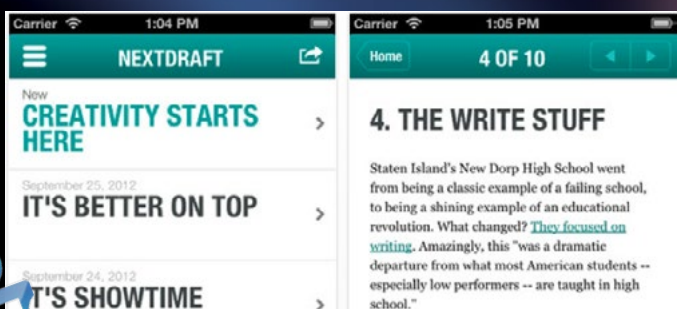 Carrier 1:04 PM
NEXTDRAFT
New
CREATIVITY STARTS
HERE
September 25, 2012
IT'S BETTER ON TOP
September 24, 2012
IT'S SHOWTIME
Carrier 1:05 PM
Home 4 OF 10
4. THE WRITE STUFF
Staten Island's New Dorp High School went
from being a classic example of a failing school,
to being a shining example of an educational
revolution. What changed? They focused on
writing. Amazingly, this "was a dramatic
departure from what most American students --
especially low performers -- are taught in high
school."